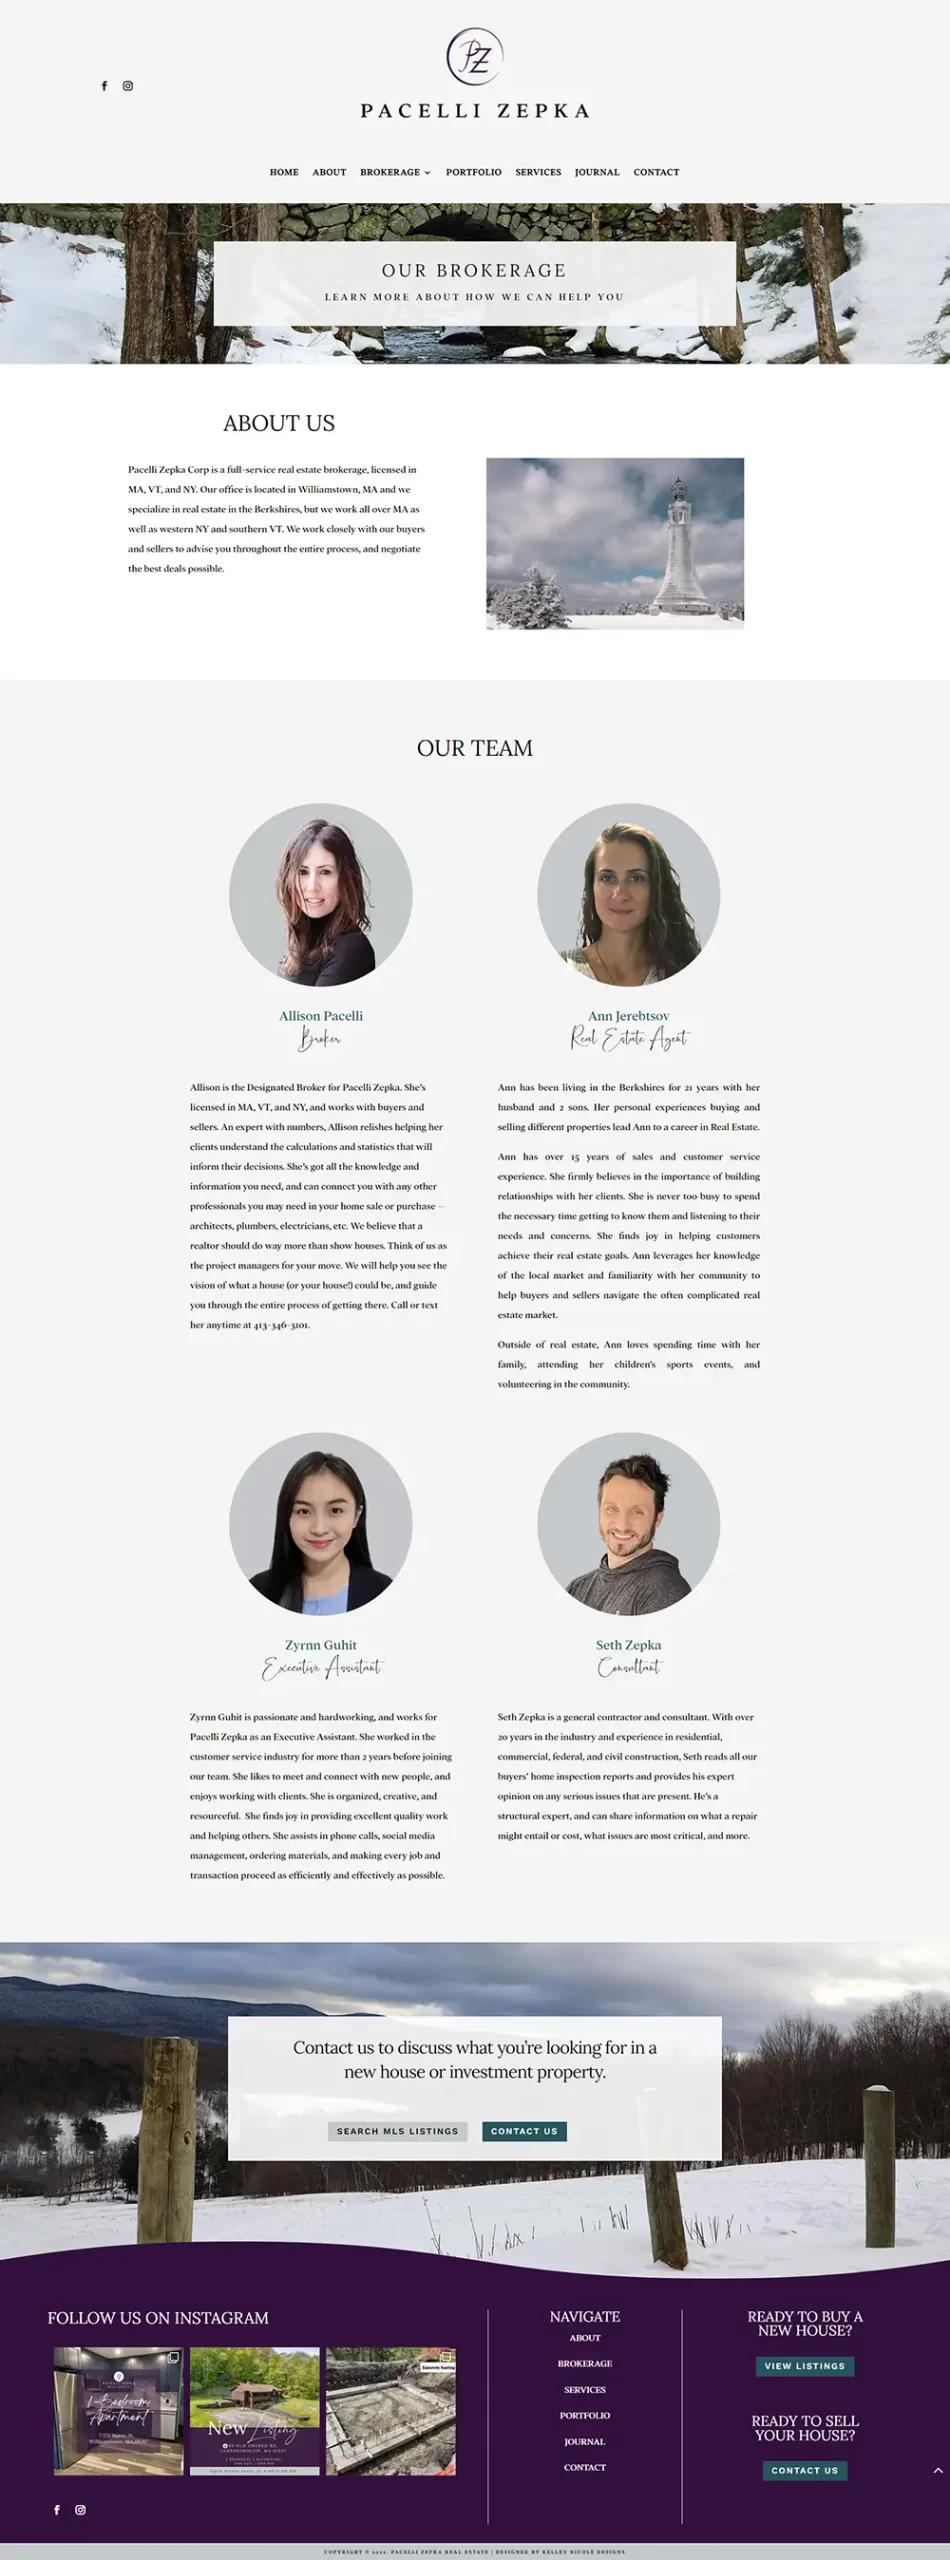 PZ
PACELLI ZEPKA
HOME ABOUT BROKERAGE PORTFOLIO SERVICES JOURNAL CONTACT
OUR BROKERAGE
LEARN MORE ABOUT HOW WE CAN HELP YOU
ABOUT US
Pacelli Zepka Corp is a full-service real estate brokerage, licensed in
MA, VT, and NY. Our office is located in Williamstown, MA and we
specialize in real estate in the Berkshires, but we work all over MA as
well as western NY and southern VT. We work closely with our buyers
and sellers to advise you throughout the entire process, and negotiate
the best deals possible.
OUR TEAM
Allison Pacelli
Broker
Allison is the Designated Broker for Pacelli Zepka. She's
licensed in MA, VT, and NY, and works with buyers and
sellers. An expert with numbers, Allison relishes helping her
clients understand the calculations and statistics that will
inform their decisions. She's got all the knowledge and
information you need, and can connect you with any other
professionals you may need in your home sale or purchase –
architects, plumbers, electricians, etc. We believe that a
realtor should do way more than show houses. Think of us as
the project managers for your move. We will help you see the
vision of what a house (or your house!) could be, and guide
you through the entire process of getting there. Call or text
her anytime at 413-346-3101.
Ann Jerebtsov
Real Estate Agent
Ann has been living in the Berkshires for 21 years with her
husband and 2 sons. Her personal experiences buying and
selling different properties lead Ann to a career in Real Estate.
Ann has over 15 years of sales and customer service
experience. She firmly believes in the importance of building
relationships with her clients. She is never too busy to spend
the necessary time getting to know them and listening to their
needs and concerns. She finds joy in helping customers
achieve their real estate goals. Ann leverages her knowledge
of the local market and familiarity with her community to
help buyers and sellers navigate the often complicated real
estate market.
Outside of real estate, Ann loves spending time with her
family, attending her children's sports events, and
volunteering in the community.
Zyrnn Guhit
Executive Assistant
Zyrnn Guhit is passionate and hardworking, and works for
Pacelli Zepka as an Executive Assistant. She worked in the
customer service industry for more than 2 years before joining
our team. She likes to meet and connect with new people, and
enjoys working with clients. She is organized, creative, and
resourceful. She finds joy in providing excellent quality work
and helping others. She assists in phone calls, social media
management, ordering materials, and making every job and
transaction proceed as efficiently and effectively as possible.
Seth Zepka
Consultant
Seth Zepka is a general contractor and consultant. With over
20 years in the industry and experience in residential,
commercial, federal, and civil construction, Seth reads all our
buyers' home inspection reports and provides his expert
opinion on any serious issues that are present. He's a
structural expert, and can share information on what a repair
might entail or cost, what issues are most critical, and more.
Contact us to discuss what you're looking for in a
new house or investment property.
SEARCH MLS LISTINGS CONTACT US
FOLLOW US ON INSTAGRAM
1-Bedroom
Apartment
New Listing
Concrete footing
NAVIGATE
ABOUT
BROKERAGE
SERVICES
PORTFOLIO
JOURNAL
CONTACT
READY TO BUY A
NEW HOUSE?
VIEW LISTINGS
READY TO SELL
YOUR HOUSE?
CONTACT US
COPYRIGHT © 2022. PACELLI ZEPKA REAL ESTATE | DESIGNED BY KELLEY NICOLE DESIGNS